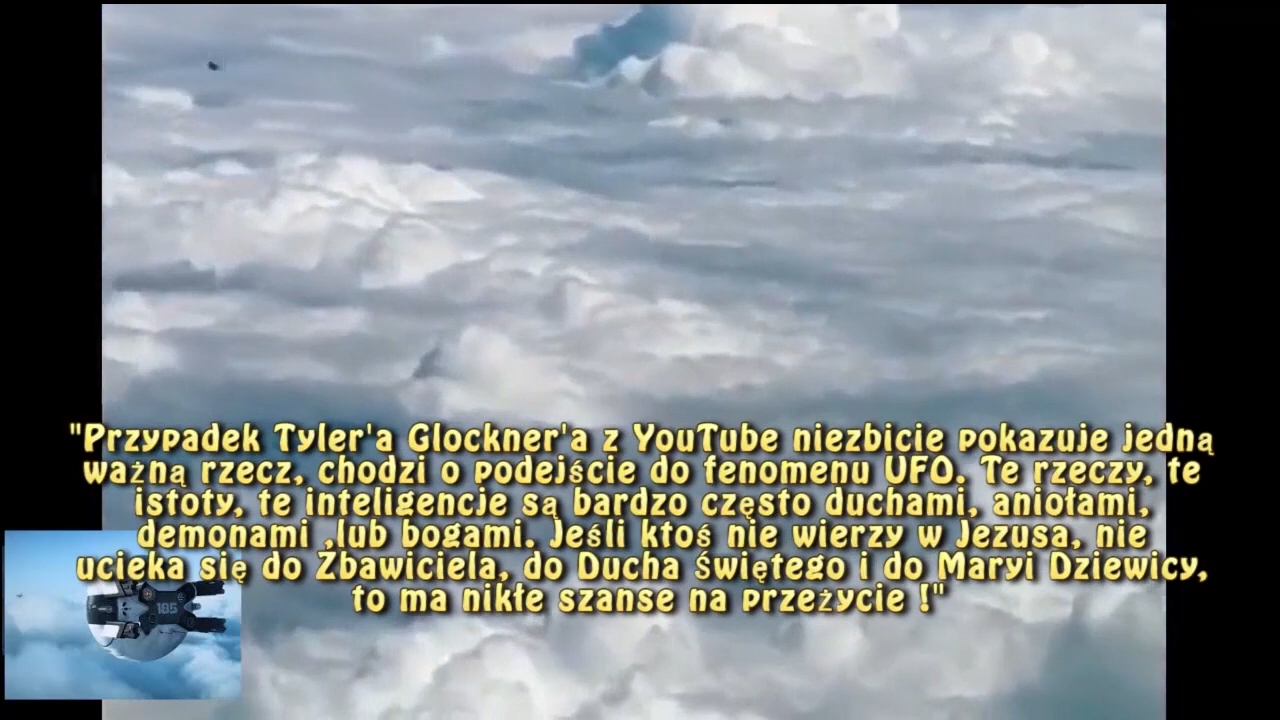 "Przypadek Tyler'a Glockner'a z YouTube niezbicie pokazuje jedną
ważną rzecz, chodzi o podejście do fenomenu UFO. Te rzeczy, te
istoty, te inteligencje są bardzo często duchami, aniołami,
demonami ,lub bogami. Jeśli ktoś nie wierzy w Jezusa, nie
ucieka się do Zbawiciela, do Ducha Świętego i do Maryi Dziewicy,
to ma nikłe szanse na przeżycie !"
185